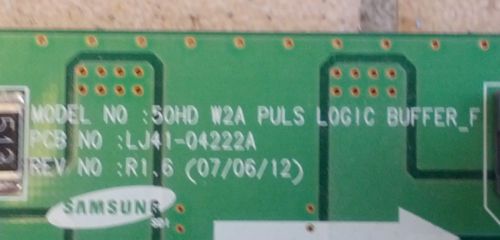 MODEL NO :50HD W2A PULS LOGIC BUFFER_F
PCB NO :LJ41-04222A
REV NO :R1.6 (07/06/12)
SAMSUNG